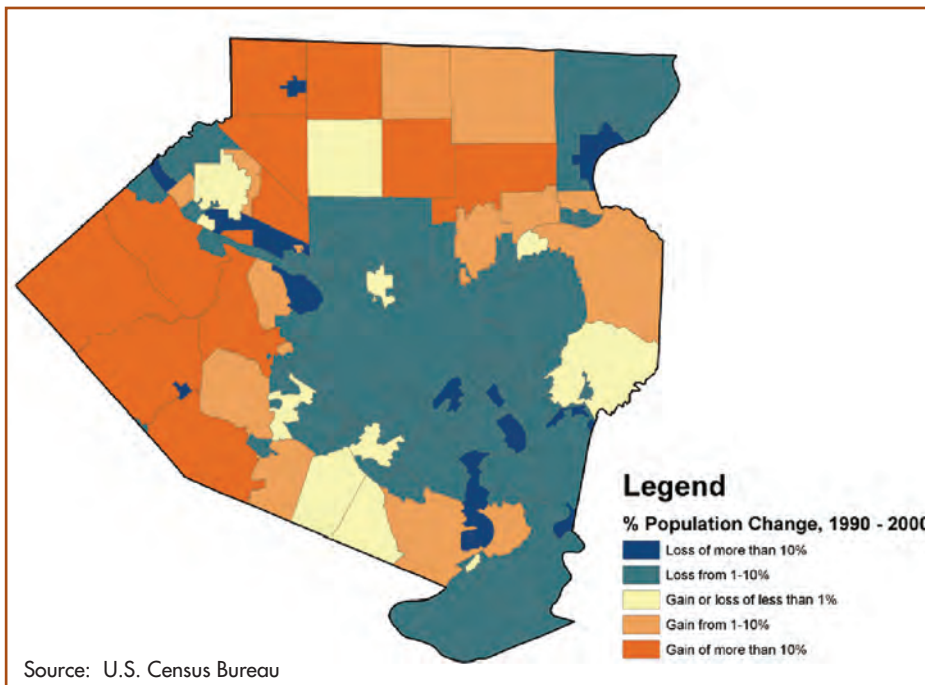 Legend
% Population Change, 1990 - 2000
Loss of more than 10%
Loss from 1-10%
Gain or loss of less than 1%
Gain from 1-10%
Gain of more than 10%
Source: U.S. Census Bureau